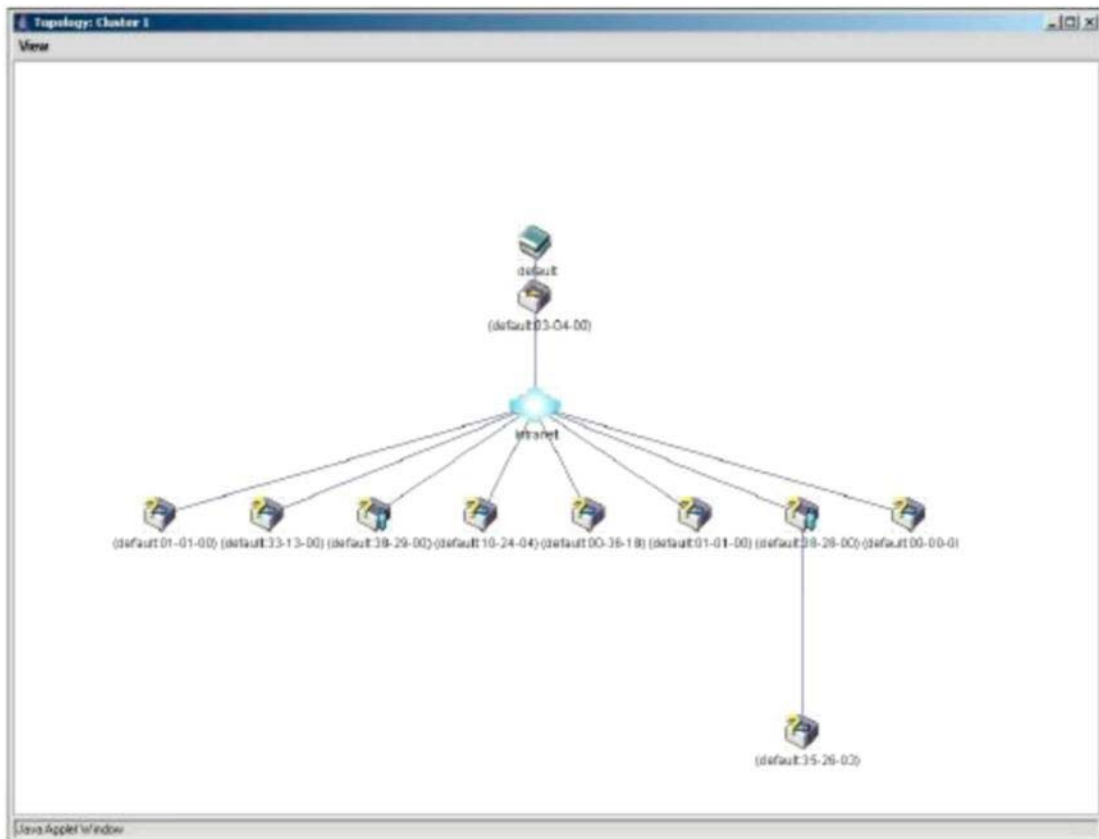 Topology: Cluster 1
View
default
(default:03-04-00)
intranet
(default:01-01-00) (default:33-13-00) (default:38-29-00) (default:10-24-04) (default:00-36-18) (default:01-01-00) (default:38-28-00) (default:00-00-0
(default:35-26-03)
Java Applet Window